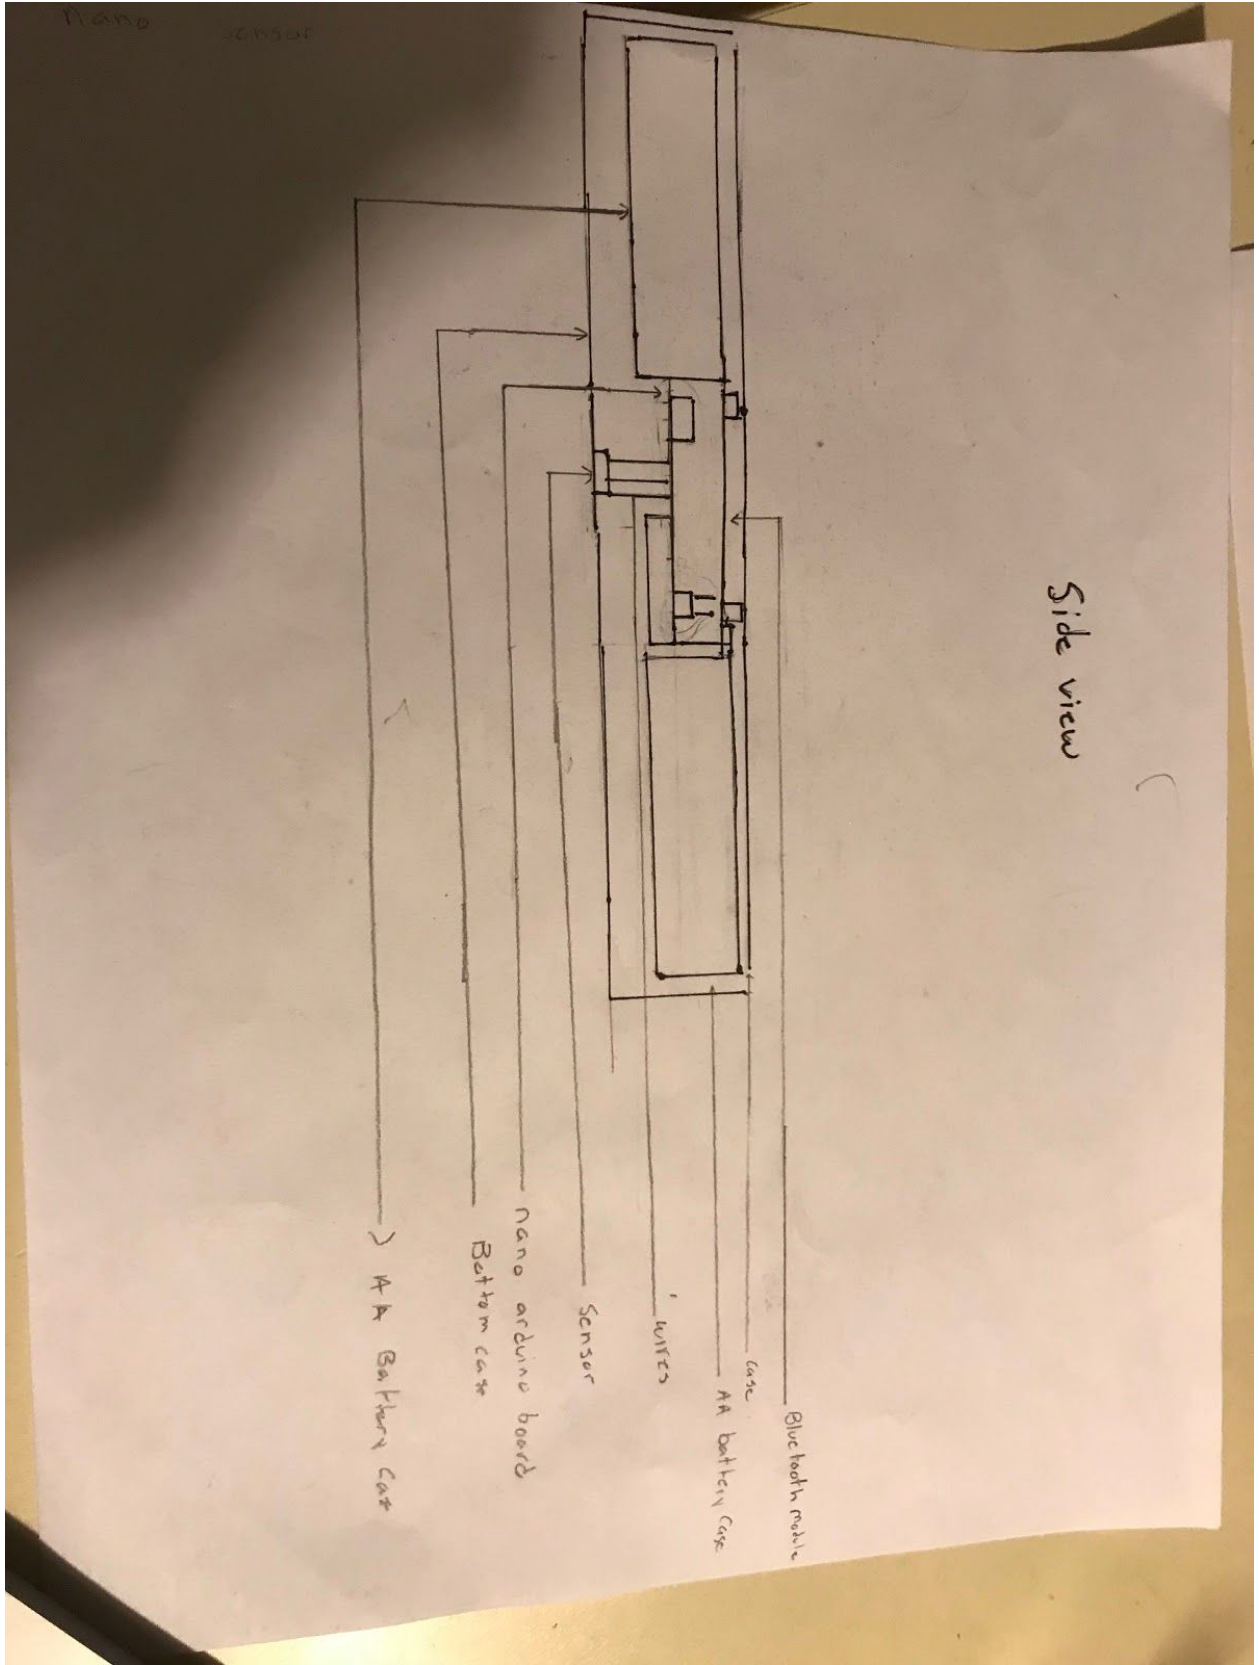 nano sensor
Side view
Bluetooth module
case
AA battery case
wires
Sensor
nano arduino board
Bottom case
AA Battery Case